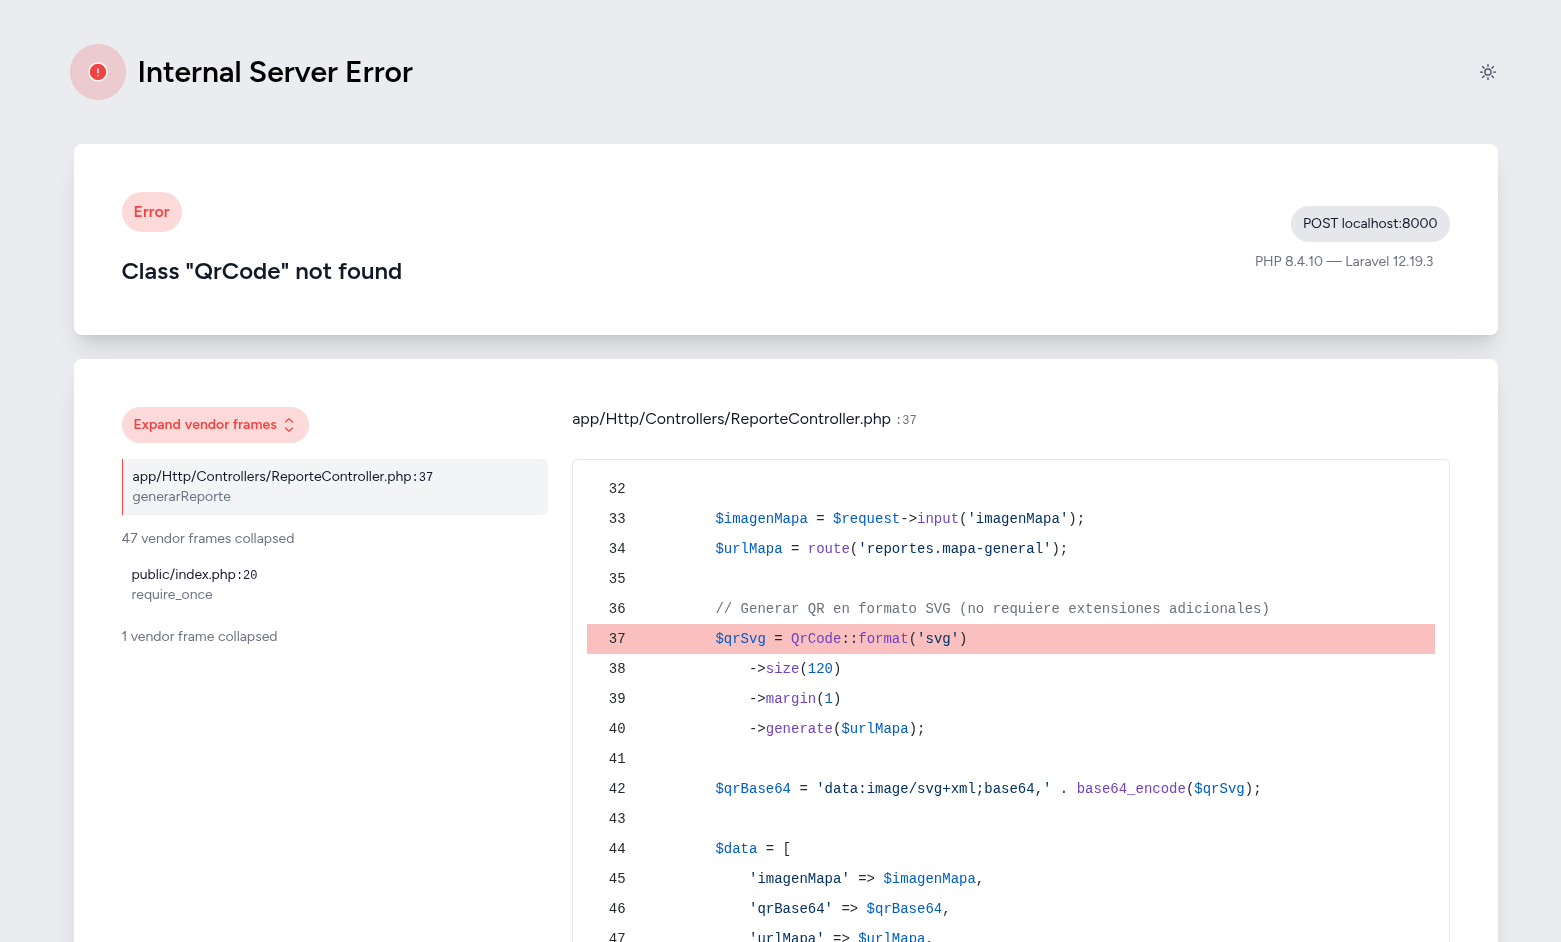 Internal Server Error
Error
Class "QrCode" not found
POST localhost:8000
PHP 8.4.10 — Laravel 12.19.3
Expand vendor frames
app/Http/Controllers/ReporteController.php:37
generarReporte
47 vendor frames collapsed
public/index.php:20
require_once
1 vendor frame collapsed
app/Http/Controllers/ReporteController.php :37
32
33 $imagenMapa = $request->input('imagenMapa');
34 $urlMapa = route('reportes.mapa-general');
35
36 // Generar QR en formato SVG (no requiere extensiones adicionales)
37 $qrSvg = QrCode::format('svg')
38 ->size(120)
39 ->margin(1)
40 ->generate($urlMapa);
41
42 $qrBase64 = 'data:image/svg+xml;base64,' . base64_encode($qrSvg);
43
44 $data = [
45 'imagenMapa' => $imagenMapa,
46 'qrBase64' => $qrBase64,
47 'urlMapa' => $urlMapa,